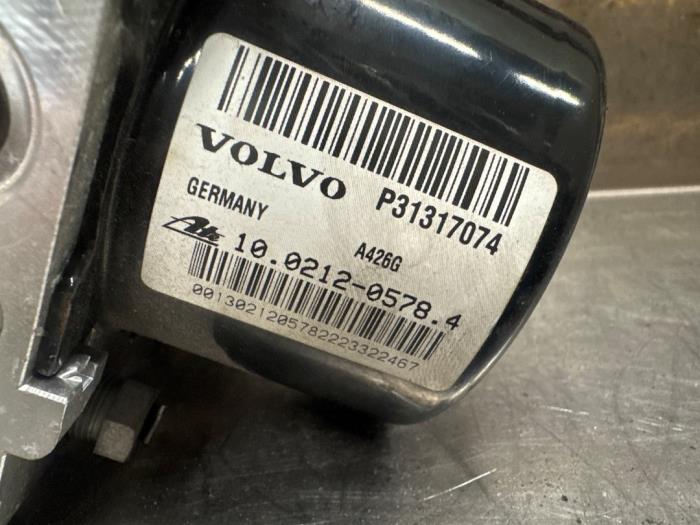 VOLVO P31317074
GERMANY A426G
Ate 10.0212-0578.4
00130212057822233322467